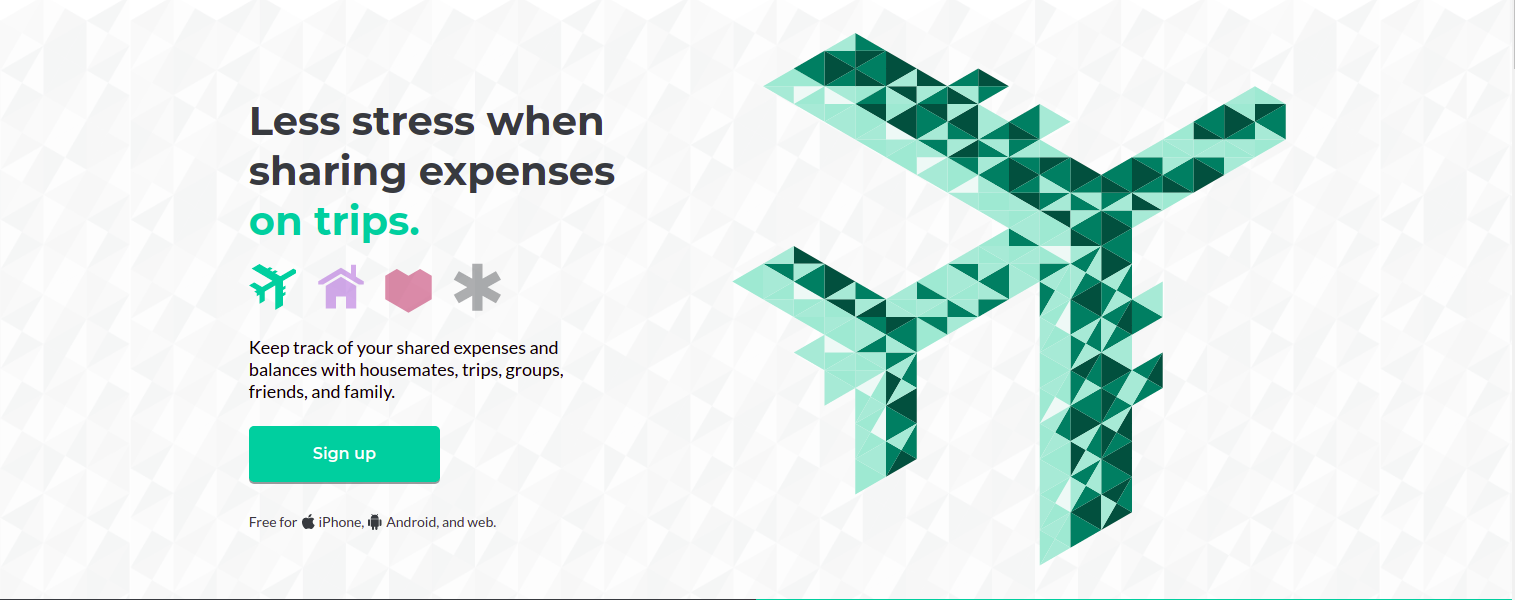 Less stress when
sharing expenses
on trips.
Keep track of your shared expenses and
balances with housemates, trips, groups,
friends, and family.
Sign up
Free for iPhone, Android, and web.